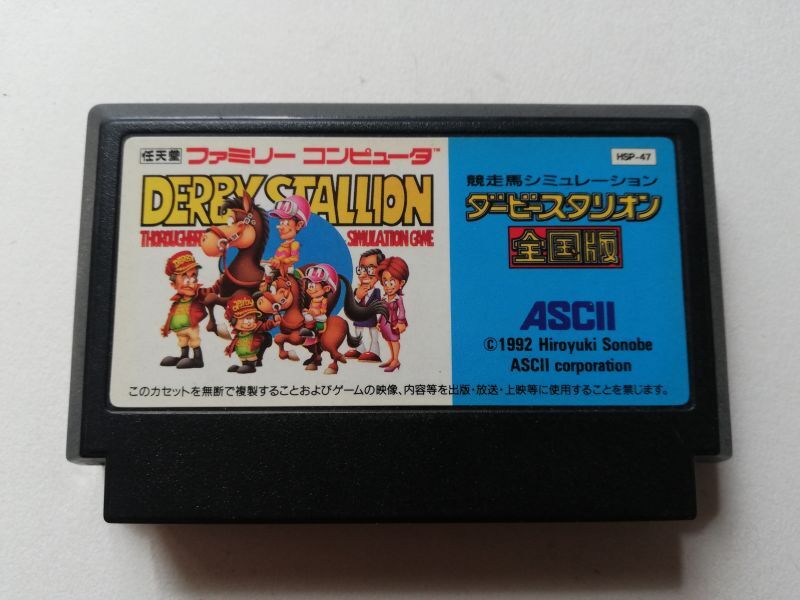 任天堂 ファミリー コンピュータ™
HSP-47
DERBY STALLION
THOROUGHBRED SIMULATION GAME
競走馬シミュレーション
ダービースタリオン
全国版
ASCII
©1992 Hiroyuki Sonobe
ASCII corporation
このカセットを無断で複製することおよびゲームの映像、内容等を出版・放送・上映等に使用することを禁じます。